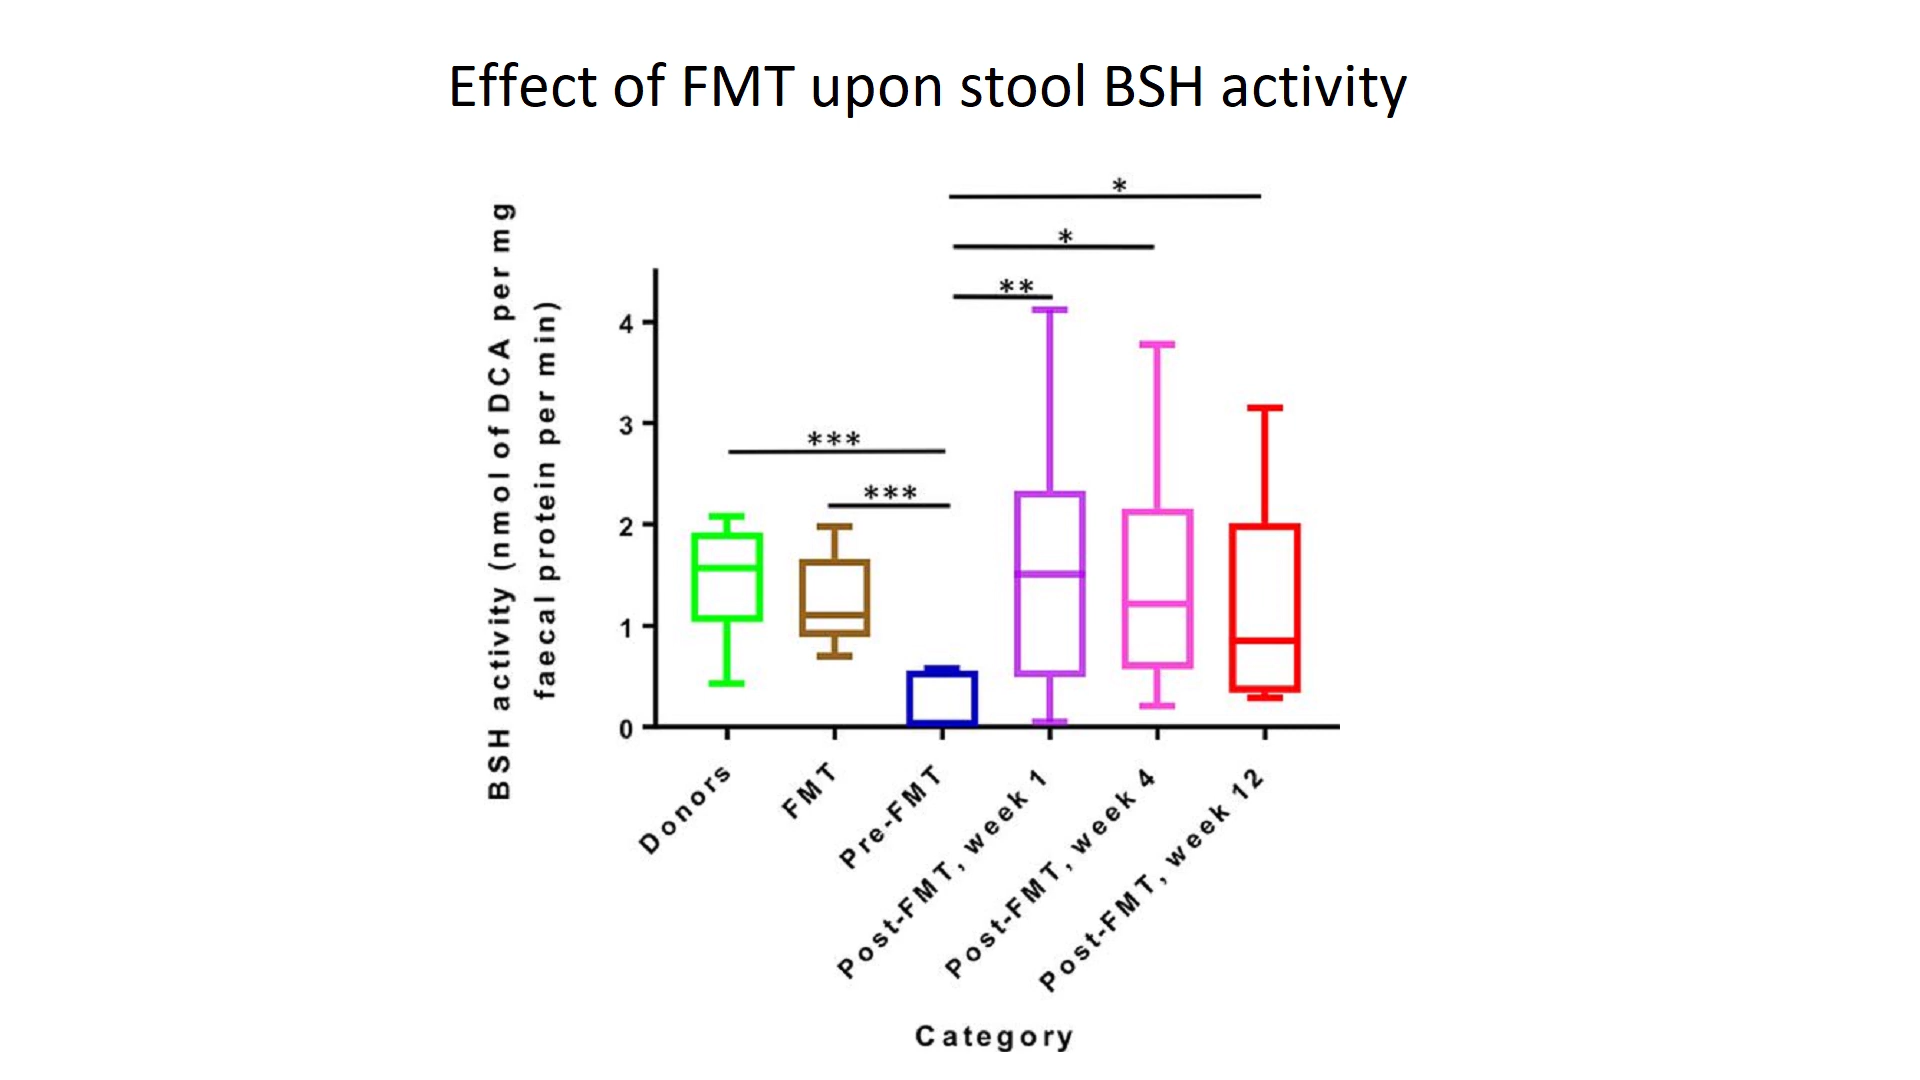 Effect of FMT upon stool BSH activity
BSH activity (nmol of DCA per mg
faecal protein per min)
*
*
**
***
***
4
3
2
1
0
Donors
FMT
Pre-FMT
Post-FMT, week 1
Post-FMT, week 4
Post-FMT, week 12
Category